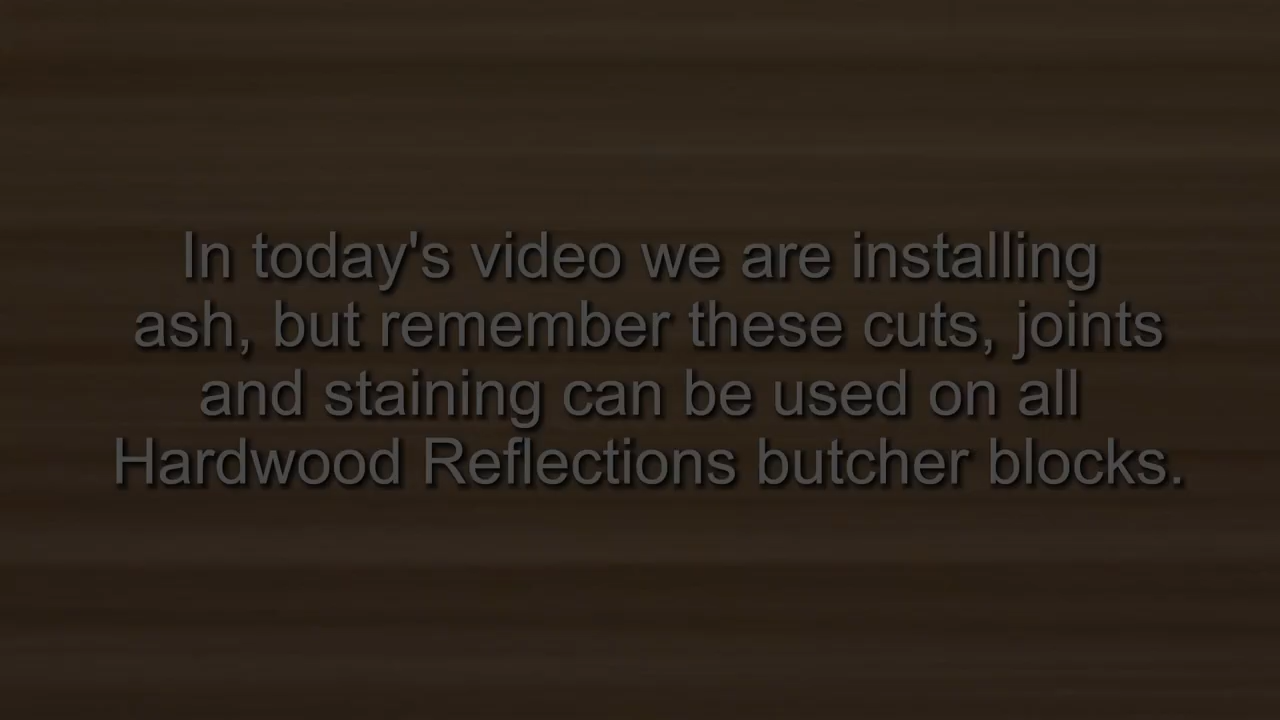 In today's video we are installing
ash, but remember these cuts, joints
and staining can be used on all
Hardwood Reflections butcher blocks.